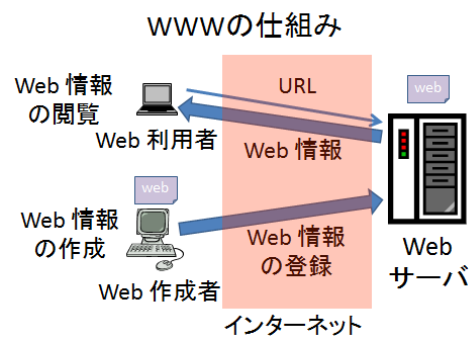 WWWの仕組み
Web 情報
の閲覧
Web 利用者
URL
Web 情報
web
web
Web 情報
の作成
Web 作成者
Web 情報
の登録
Web
サーバ
インターネット